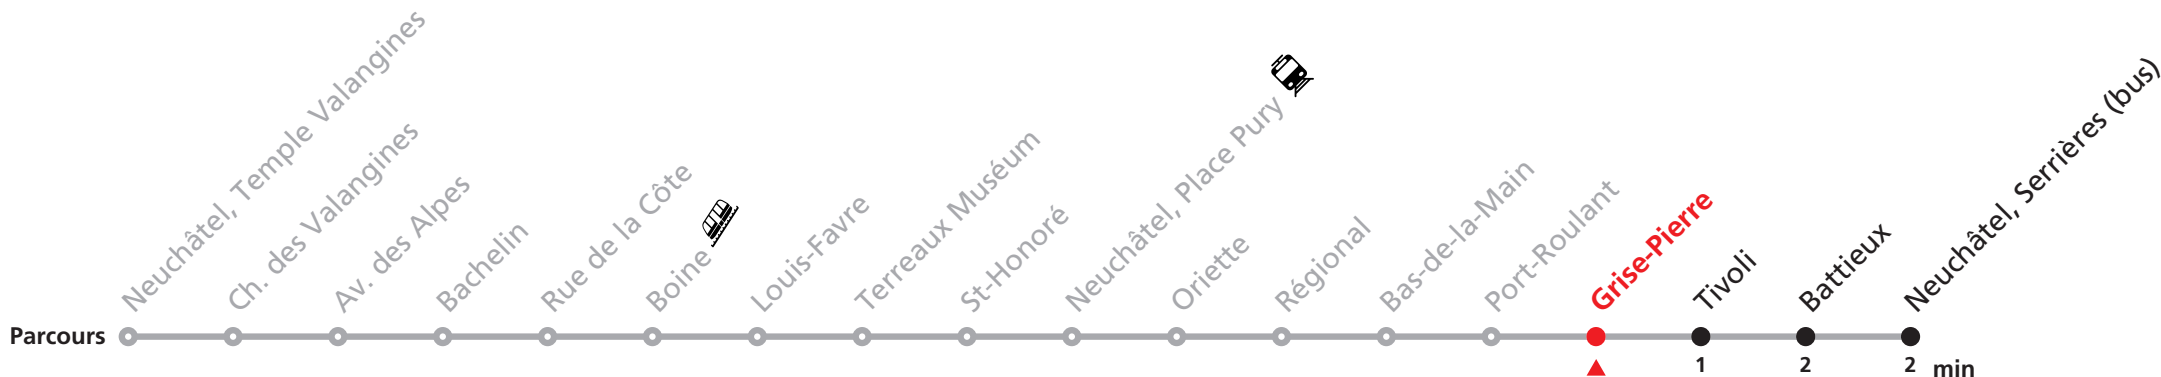 Neuchâtel, Temple Valangines
Ch. des Valangines
Av. des Alpes
Bachelin
Rue de la Côte
Boine
Louis-Favre
Terreaux Muséum
St-Honoré
Neuchâtel, Place Pury
Oriette
Régional
Bas-de-la-Main
Port-Roulant
Grise-Pierre
Tivoli
Battieux
Neuchâtel, Serrières (bus)
Parcours
1 2 2 min